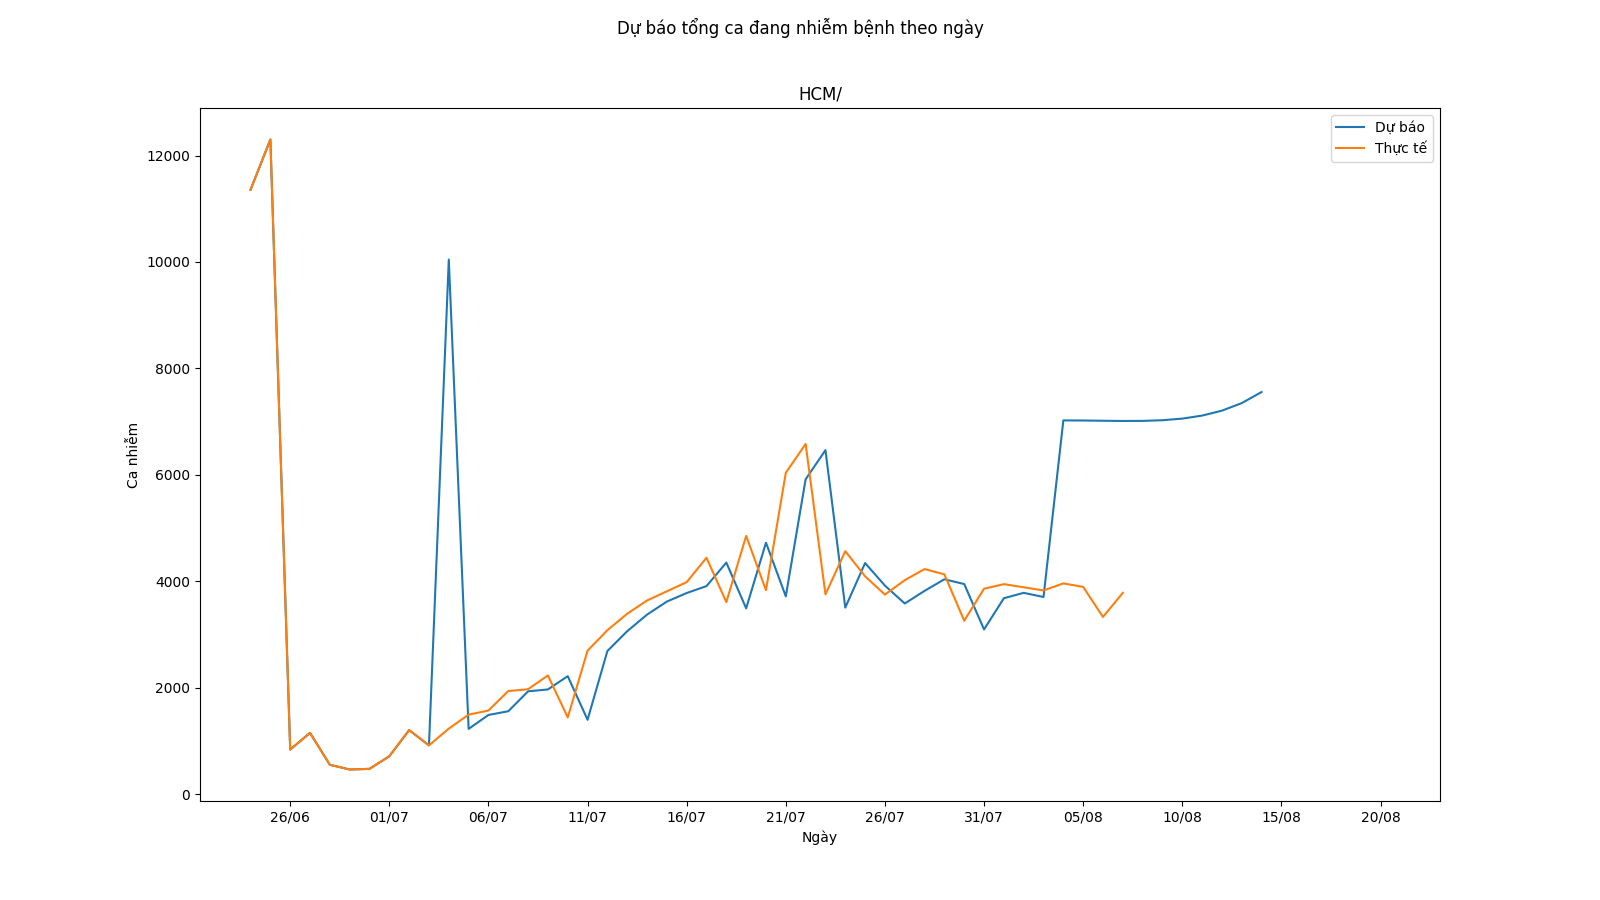 Dự báo tổng ca đang nhiễm bệnh theo ngày
HCM/
Dự báo
Thực tế
12000
10000
8000
6000
4000
2000
0
Ca nhiễm
26/06 01/07 06/07 11/07 16/07 21/07 26/07 31/07 05/08 10/08 15/08 20/08
Ngày